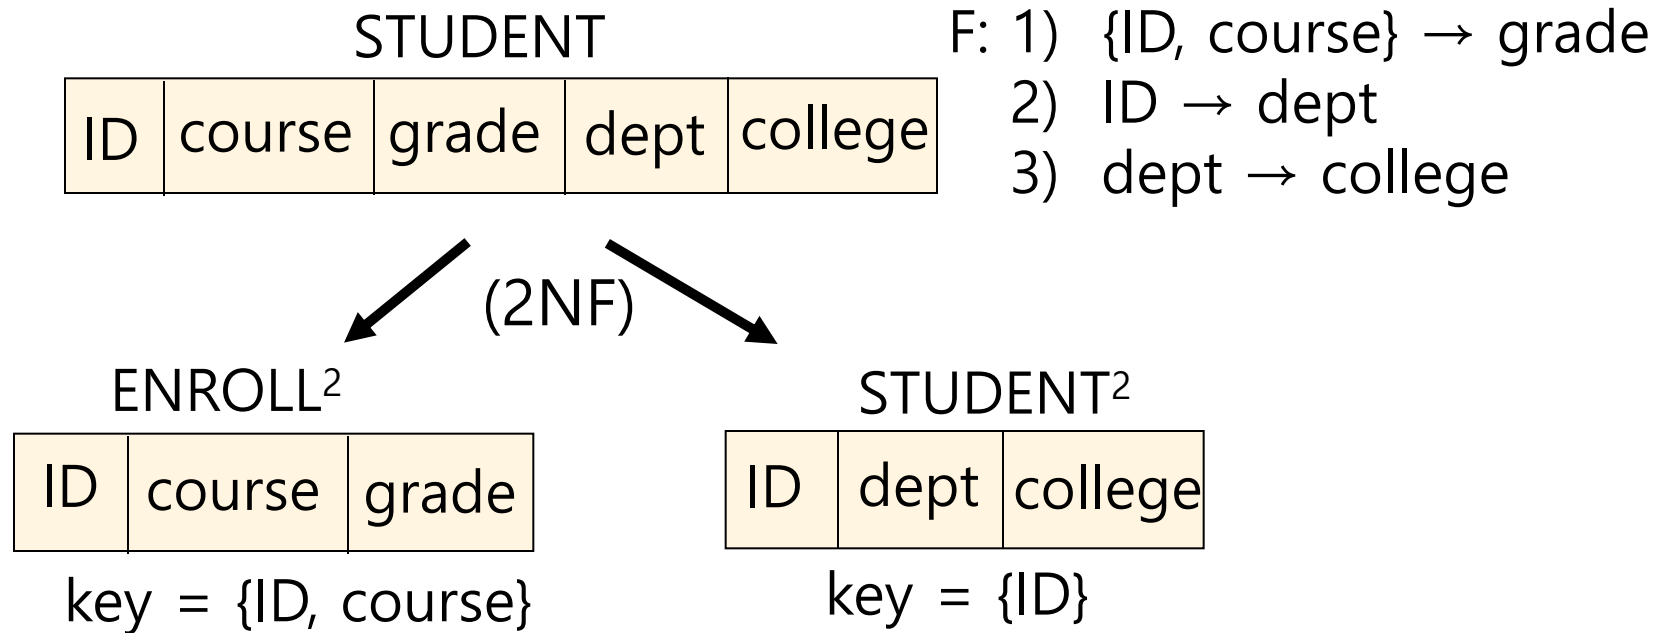 STUDENT
ID course grade dept college
F: 1) {ID, course} → grade
2) ID → dept
3) dept → college
(2NF)
ENROLL²
ID course grade
key = {ID, course}
STUDENT²
ID dept college
key = {ID}